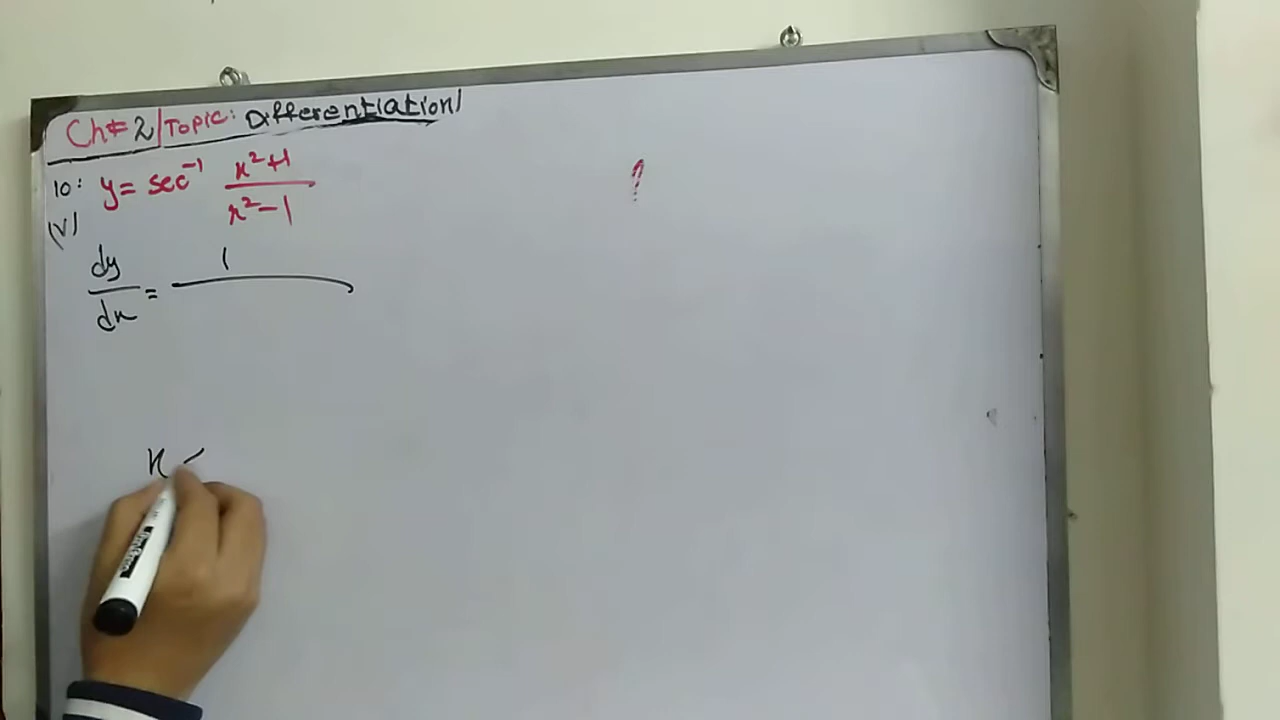 Ch# 2 | Topic: Differentiation |
10: y = sec⁻¹ x²+1 / x²-1
(v)
dy/dx = 1 /
x
?